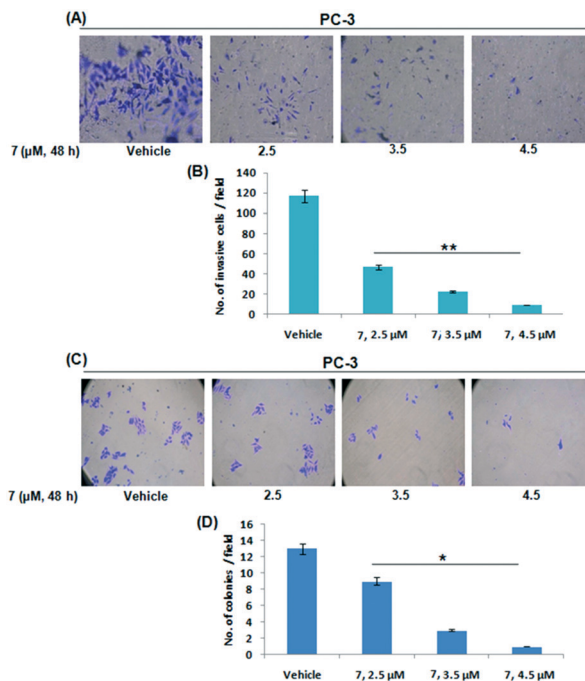 (A)
PC-3
7 (µM, 48 h) Vehicle 2.5 3.5 4.5
(B)
No. of invasive cells / field
140
120
100
80
60
40
20
0
**
Vehicle 7, 2.5 µM 7, 3.5 µM 7, 4.5 µM
(C)
PC-3
7 (µM, 48 h) Vehicle 2.5 3.5 4.5
(D)
No. of colonies / field
16
14
12
10
8
6
4
2
0
*
Vehicle 7, 2.5 µM 7, 3.5 µM 7, 4.5 µM